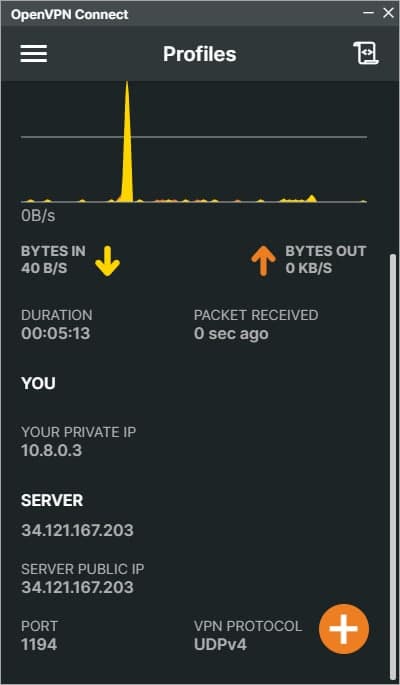 OpenVPN Connect
Profiles
0B/s
BYTES IN
40 B/S
BYTES OUT
0 KB/S
DURATION
00:05:13
PACKET RECEIVED
0 sec ago
YOU
YOUR PRIVATE IP
10.8.0.3
SERVER
34.121.167.203
SERVER PUBLIC IP
34.121.167.203
PORT
1194
VPN PROTOCOL
UDPv4